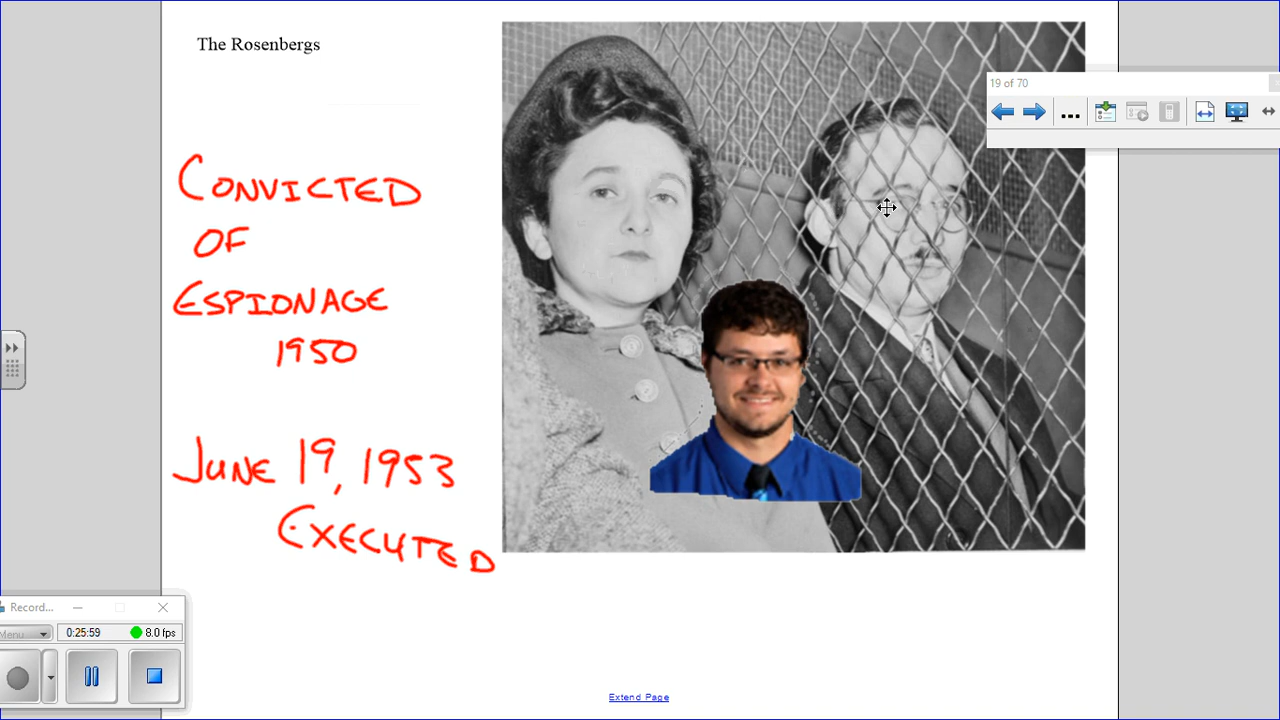 The Rosenbergs
19 of 70
CONVICTED
OF
ESPIONAGE
1950
JUNE 19, 1953
EXECUTED
Record...
Menu
0:25:59
8.0 fps
Extend Page